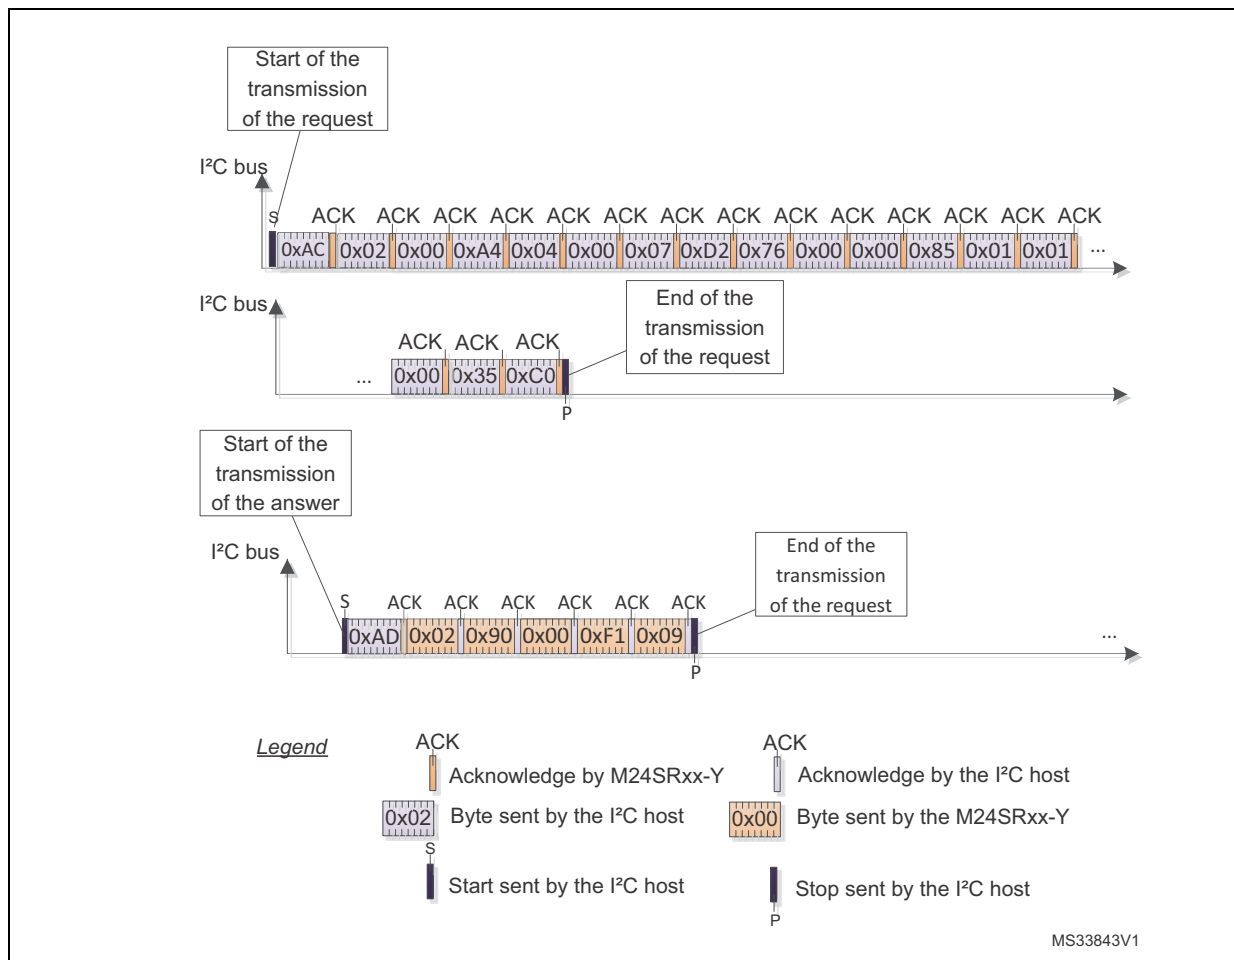 Start of the
transmission
of the request
I²C bus
S ACK ACK ACK ACK ACK ACK ACK ACK ACK ACK ACK ACK ACK ACK
0xAC 0x02 0x00 0xA4 0x04 0x00 0x07 0xD2 0x76 0x00 0x00 0x85 0x01 0x01 ...
I²C bus
End of the
transmission
of the request
ACK ACK ACK
... 0x00 0x35 0xC0
P
Start of the
transmission
of the answer
I²C bus
End of the
transmission
of the request
S ACK ACK ACK ACK ACK ACK
0xAD 0x02 0x90 0x00 0xF1 0x09 ...
P
Legend
ACK
Acknowledge by M24SRxx-Y
ACK
Acknowledge by the I²C host
0x02 Byte sent by the I²C host
0x00 Byte sent by the M24SRxx-Y
S
Start sent by the I²C host
Stop sent by the I²C host
P
MS33843V1